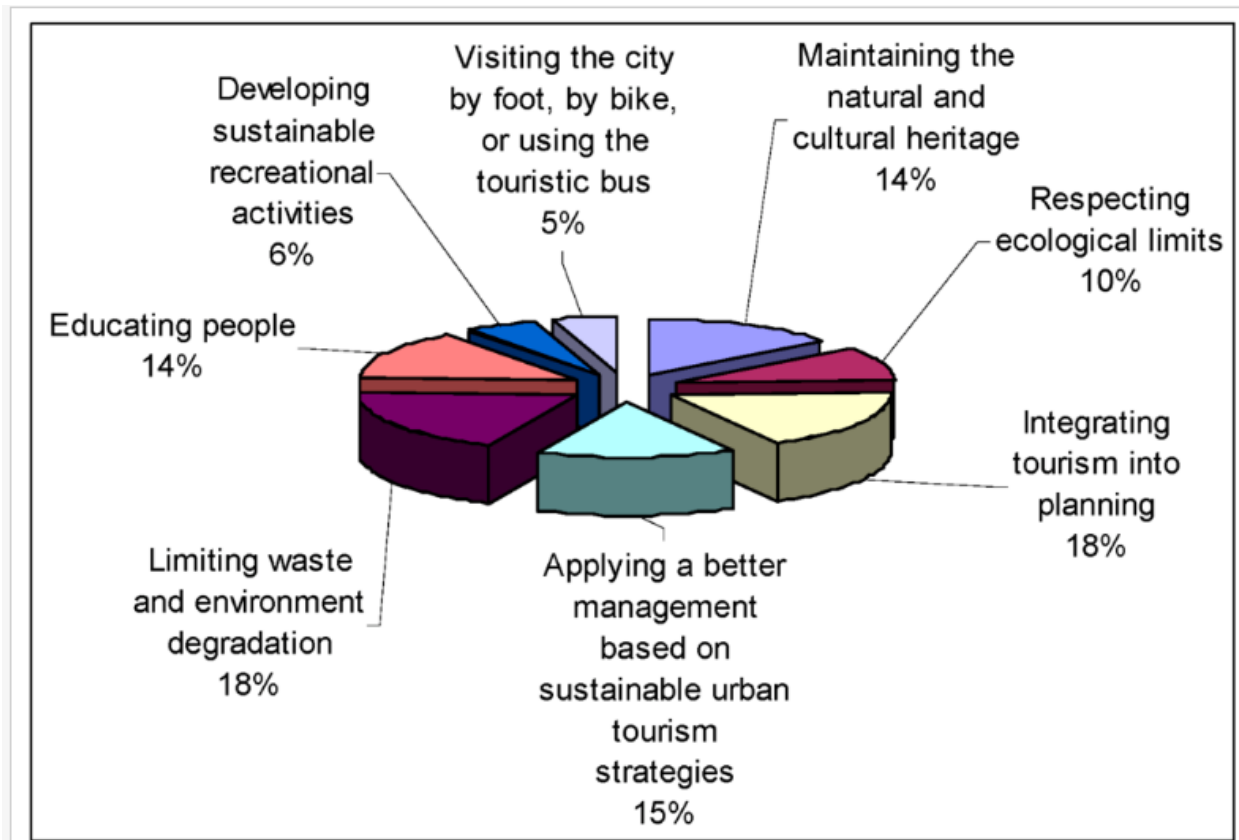 Visiting the city
by foot, by bike,
or using the
touristic bus
5%
Maintaining the
natural and
cultural heritage
14%
Developing
sustainable
recreational
activities
6%
Respecting
ecological limits
10%
Educating people
14%
Integrating
tourism into
planning
18%
Limiting waste
and environment
degradation
18%
Applying a better
management
based on
sustainable urban
tourism
strategies
15%